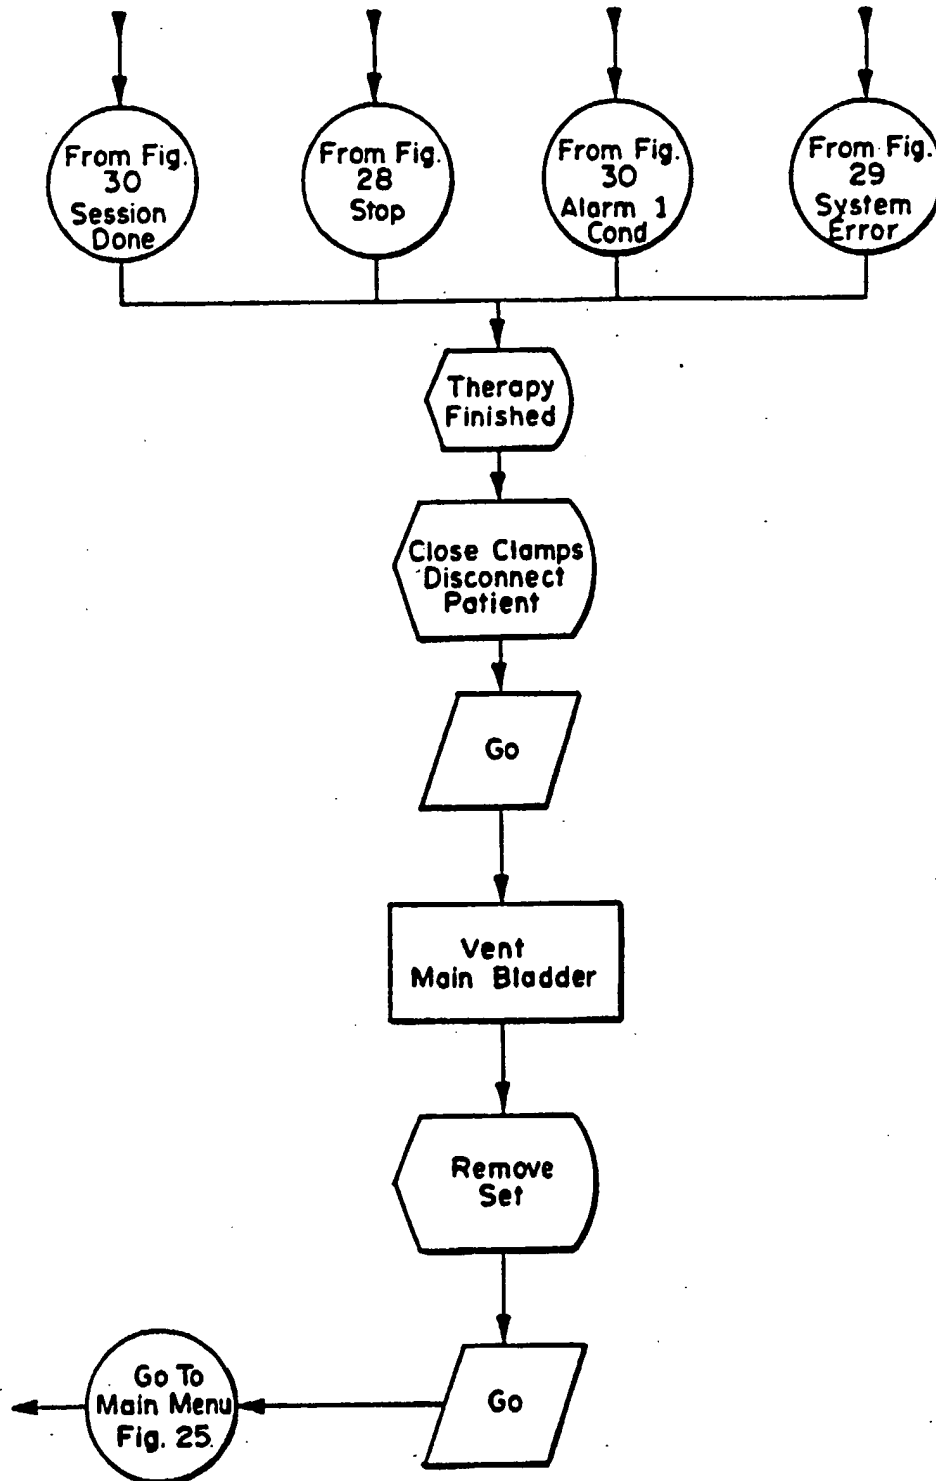 From Fig.
30
Session
Done
From Fig.
28
Stop
From Fig.
30
Alarm 1
Cond
From Fig.
29
System
Error
Therapy
Finished
Close Clamps
Disconnect
Patient
Go
Vent
Main Bladder
Remove
Set
Go
Go To
Main Menu
Fig. 25